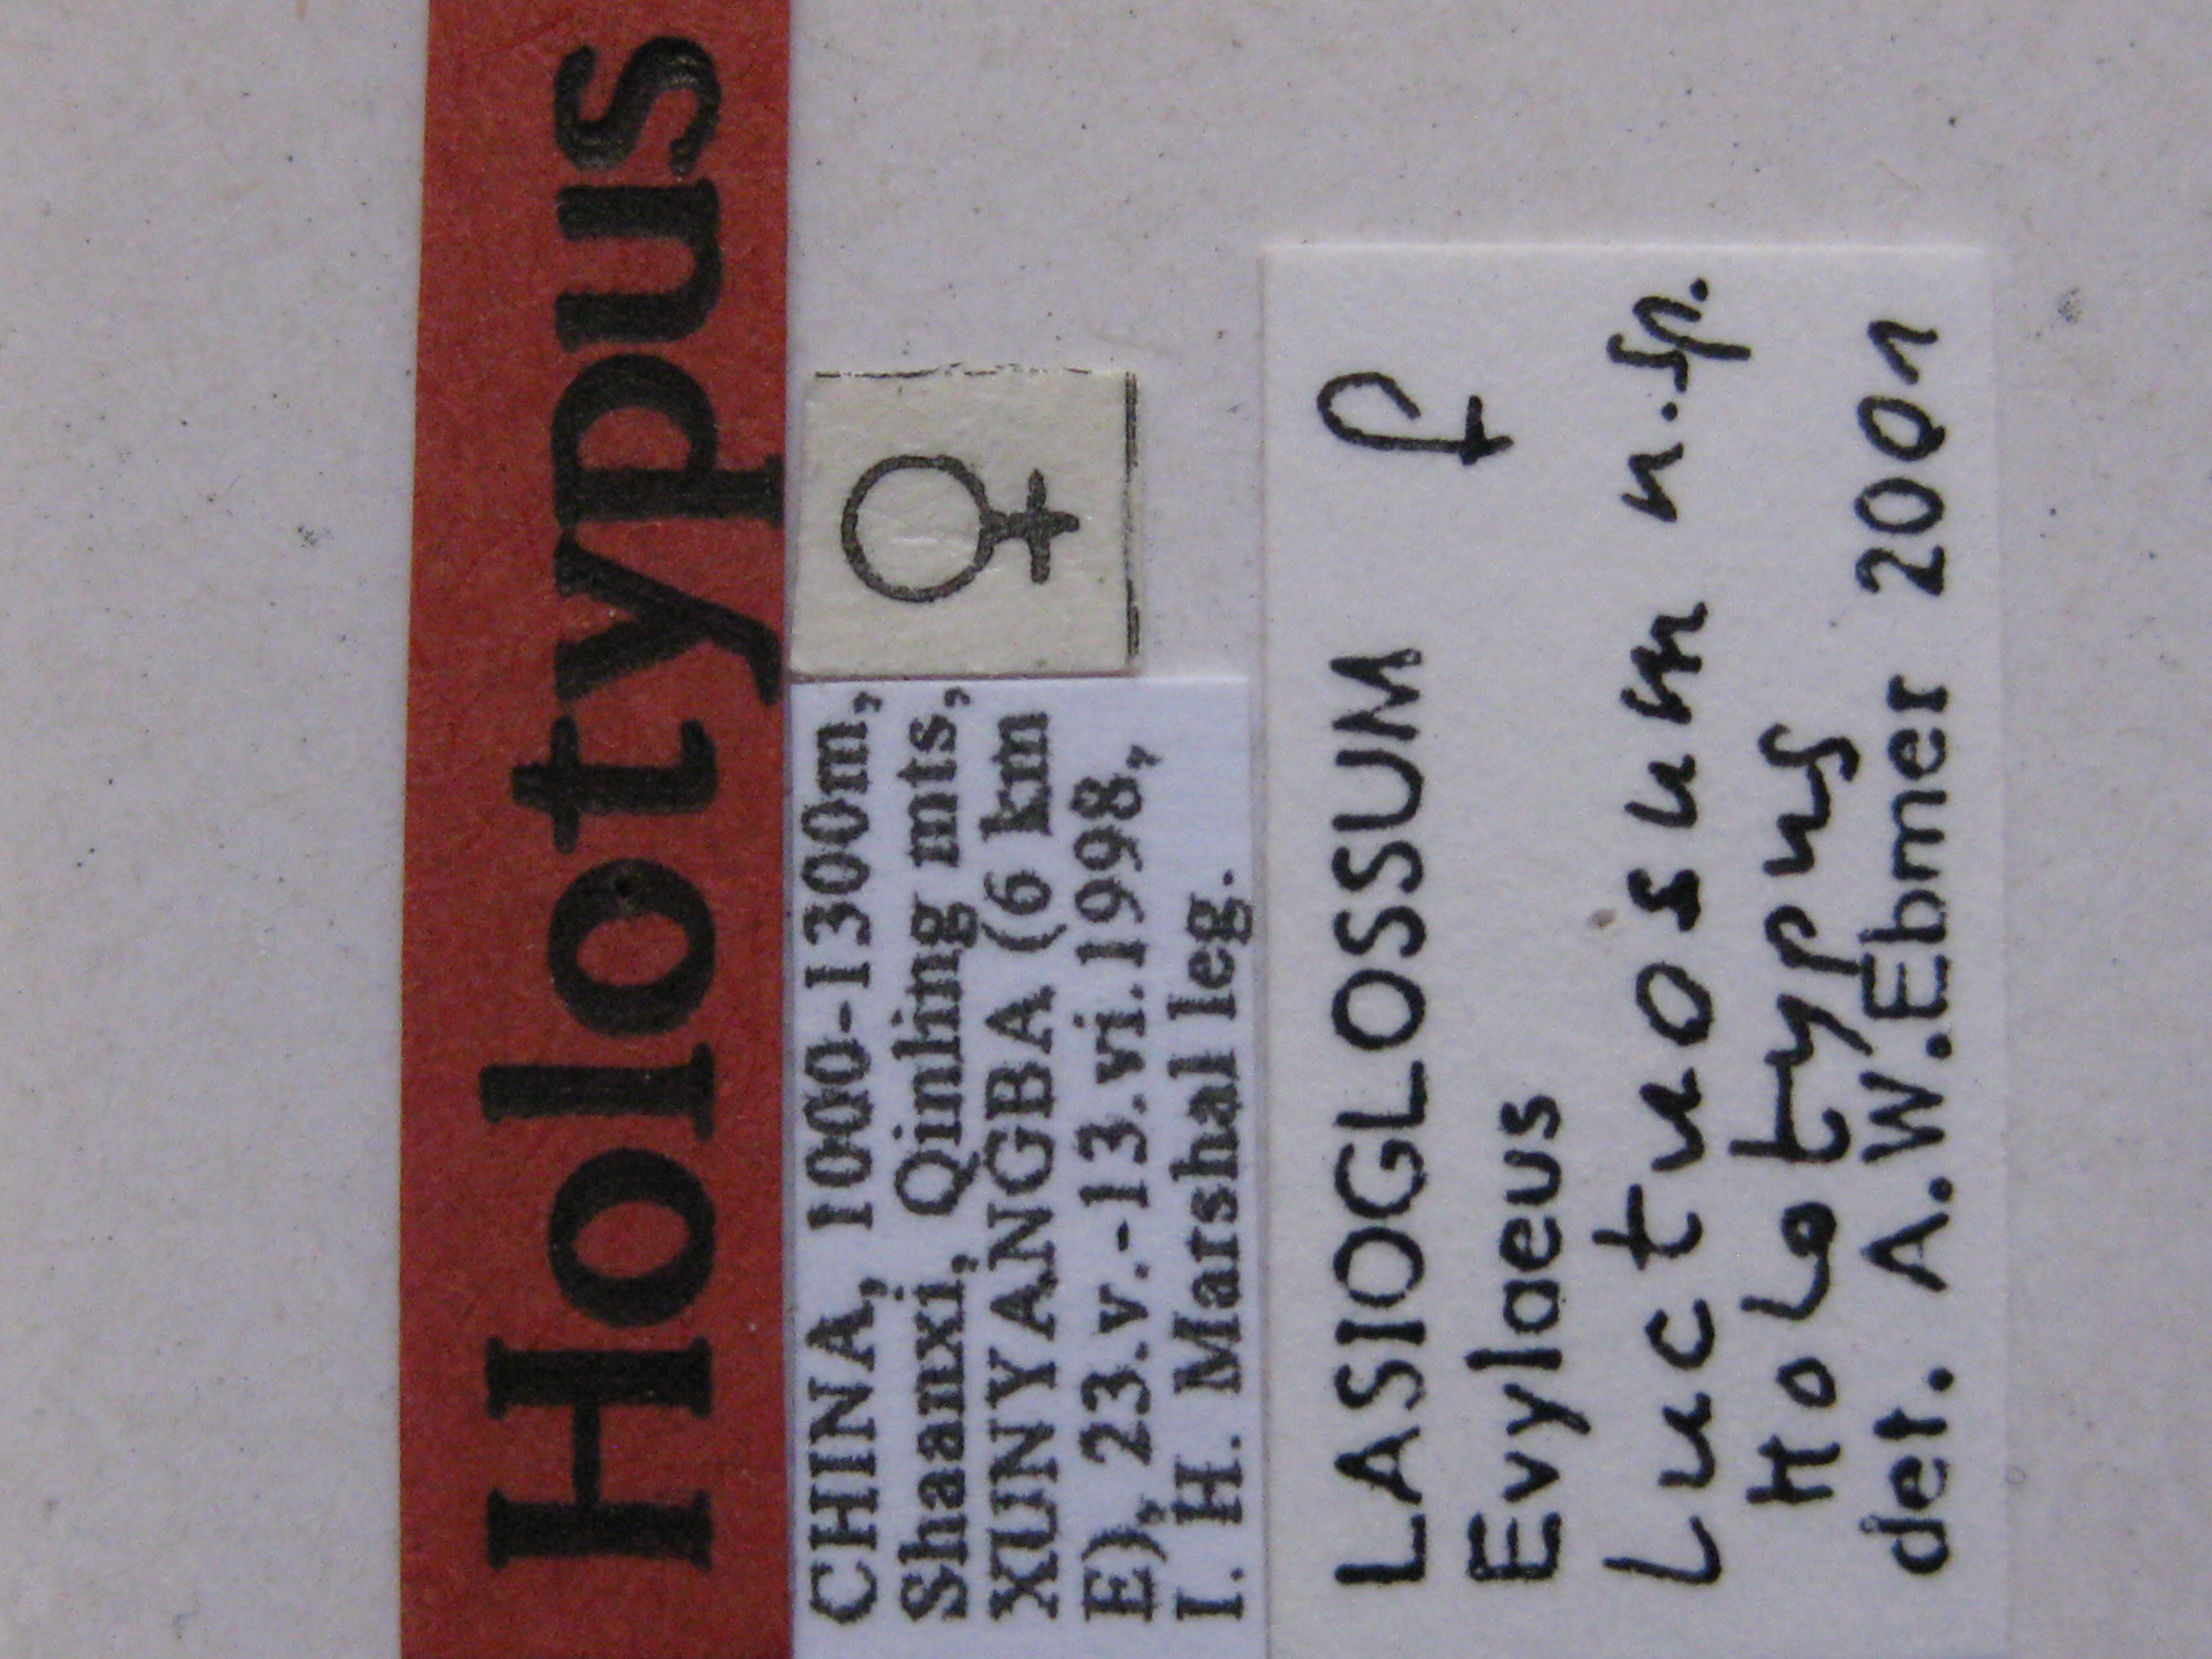 Holotypus
♀
CHINA, 1000-1300m,
Shaanxi, Qinling mts,
XUNYANGBA (6 km
E), 23.v.-13.vi.1998,
I. H. Marshal leg.
LASIOGLOSSUM ♀
Evylaeus
Luctuosum n.sp.
Holotypus
det. A.W.Ebmer 2001